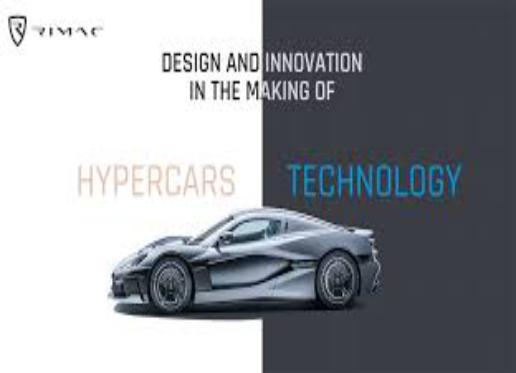 RIMAC
DESIGN AND INNOVATION
IN THE MAKING OF
HYPERCARS TECHNOLOGY